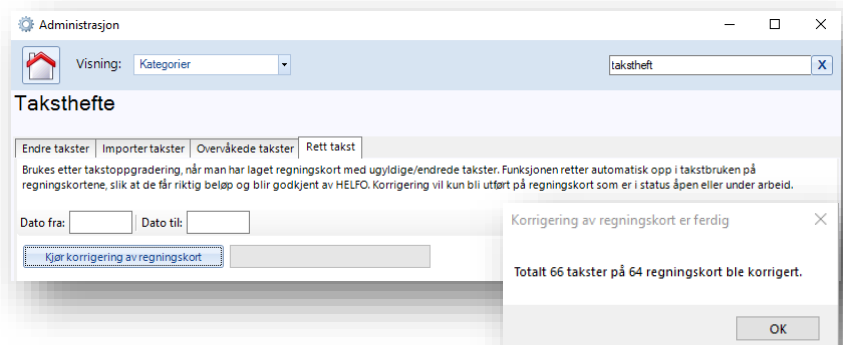 Administrasjon
Visning: Kategorier
takstheft X
Takshefte
Endre takster Importer takster Overvåkede takster Rett takst
Brukes etter takstoppgradering, når man har laget regningskort med ugyldige/endrede takster. Funksjonen retter automatisk opp i takstbruken på
regningskortene, slik at de får riktig beløp og blir godkjent av HELFO. Korrigering vil kun bli utført på regningskort som er i status åpen eller under arbeid.
Dato fra: Dato til:
Kjør korrigering av regningskort
Korrigering av regningskort er ferdig
Totalt 66 takster på 64 regningskort ble korrigert.
OK